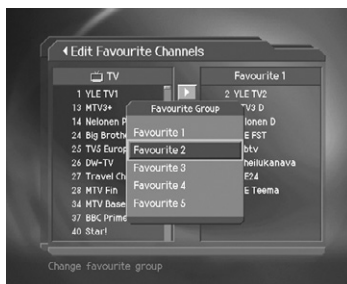 Edit Favourite Channels
TV
1 YLE TV1
13 MTV3+
14 Nelonen P
24 Big Broth
25 TV5 Europ
26 DW-TV
27 Travel Ch
28 MTV Fin
34 MTV Base
37 BBC Prime
40 Star!
Favourite Group
Favourite 1
Favourite 2
Favourite 3
Favourite 4
Favourite 5
Favourite 1
2 YLE TV2
TV3 D
lonen D
E FST
btv
heilukanava
E24
E Teema
Change favourite group